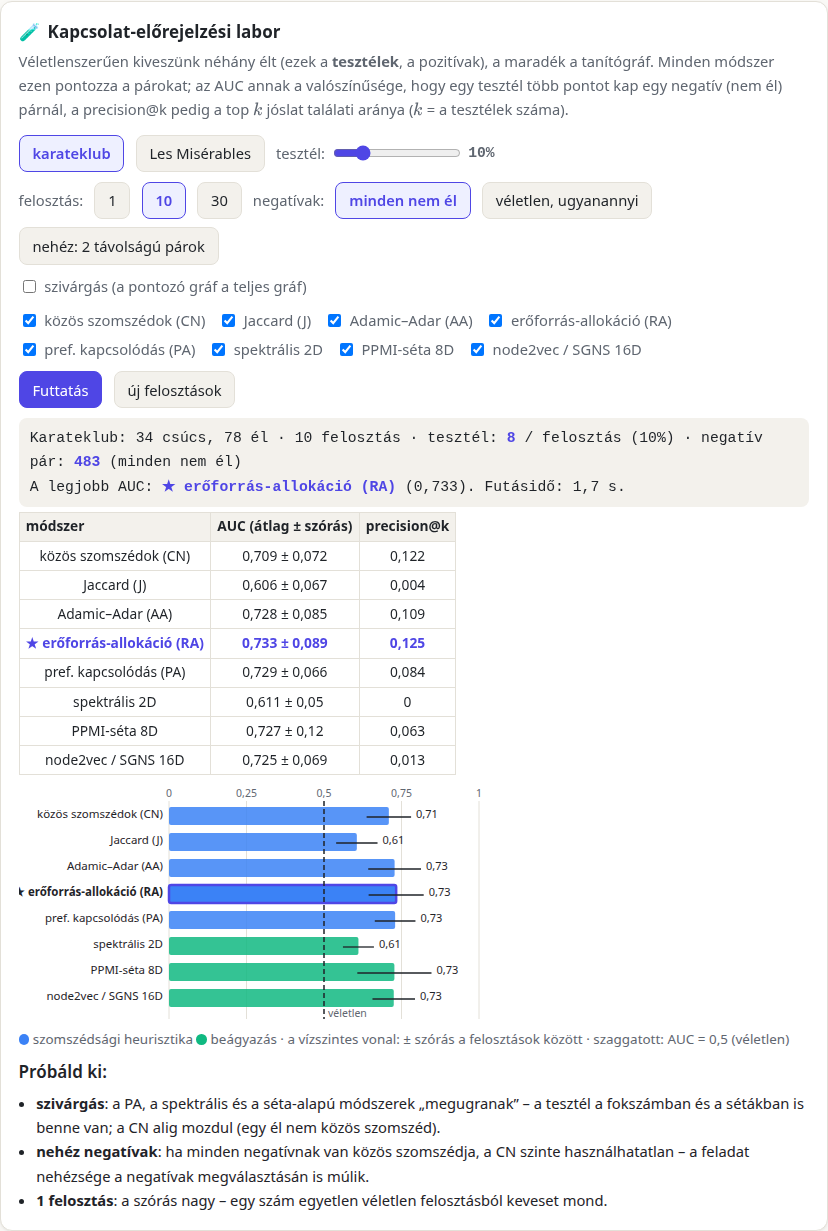 🧪 Kapcsolat-előrejelzési labor
Véletlenszerűen kiveszünk néhány élt (ezek a tesztélek, a pozitívak), a maradék a tanítógráf. Minden módszer
ezen pontozza a párokat; az AUC annak a valószínűsége, hogy egy tesztél több pontot kap egy negatív (nem él)
párnál, a precision@k pedig a top k jóslat találati aránya (k = a tesztélek száma).
karateklub Les Misérables tesztél: 10%
felosztás: 1 10 30 negatívak: minden nem él véletlen, ugyanannyi
nehéz: 2 távolságú párok
szivárgás (a pontozó gráf a teljes gráf)
közös szomszédok (CN) Jaccard (J) Adamic–Adar (AA) erőforrás-allokáció (RA)
pref. kapcsolódás (PA) spektrális 2D PPMI-séta 8D node2vec / SGNS 16D
Futtatás új felosztások
Karateklub: 34 csúcs, 78 él · 10 felosztás · tesztél: 8 / felosztás (10%) · negatív
pár: 483 (minden nem él)
A legjobb AUC: ★ erőforrás-allokáció (RA) (0,733). Futásidő: 1,7 s.
módszer AUC (átlag ± szórás) precision@k
közös szomszédok (CN) 0,709 ± 0,072 0,122
Jaccard (J) 0,606 ± 0,067 0,004
Adamic–Adar (AA) 0,728 ± 0,085 0,109
★ erőforrás-allokáció (RA) 0,733 ± 0,089 0,125
pref. kapcsolódás (PA) 0,729 ± 0,066 0,084
spektrális 2D 0,611 ± 0,05 0
PPMI-séta 8D 0,727 ± 0,12 0,063
node2vec / SGNS 16D 0,725 ± 0,069 0,013
0 0,25 0,5 0,75 1
közös szomszédok (CN) 0,71
Jaccard (J) 0,61
Adamic–Adar (AA) 0,73
★ erőforrás-allokáció (RA) 0,73
pref. kapcsolódás (PA) 0,73
spektrális 2D 0,61
PPMI-séta 8D 0,73
node2vec / SGNS 16D 0,73
véletlen
szomszédsági heurisztika beágyazás · a vízszintes vonal: ± szórás a felosztások között · szaggatott: AUC = 0,5 (véletlen)
Próbáld ki:
• szivárgás: a PA, a spektrális és a séta-alapú módszerek „megugranak” – a tesztél a fokszámban és a sétákban is
benne van; a CN alig mozdul (egy él nem közös szomszéd).
• nehéz negatívak: ha minden negatívnak van közös szomszédja, a CN szinte használhatatlan – a feladat
nehézsége a negatívak megválasztásán is múlik.
• 1 felosztás: a szórás nagy – egy szám egyetlen véletlen felosztásból keveset mond.